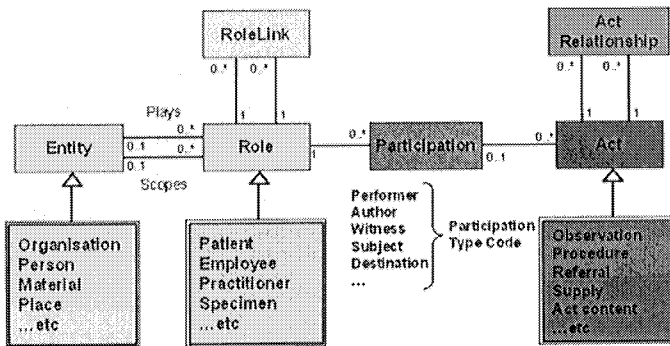 RoleLink
Act
Relationship
0..* 0..*
0..* 0..*
Plays
1 1
1 1
0..1 0..*
0..* 0..*
Entity
Role
Participation
Act
0..1 0..*
1
0..1
Scopes
Organisation
Person
Material
Place
...etc
Patient
Employee
Practitioner
Specimen
...etc
Performer
Author
Witness
Subject
Destination
...
Participation
Type Code
Observation
Procedure
Referral
Supply
Act content
...etc